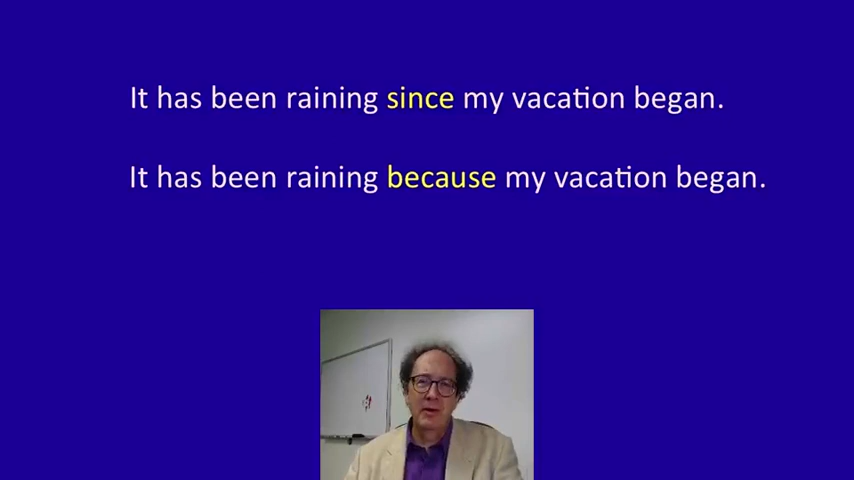 It has been raining since my vacation began.
It has been raining because my vacation began.